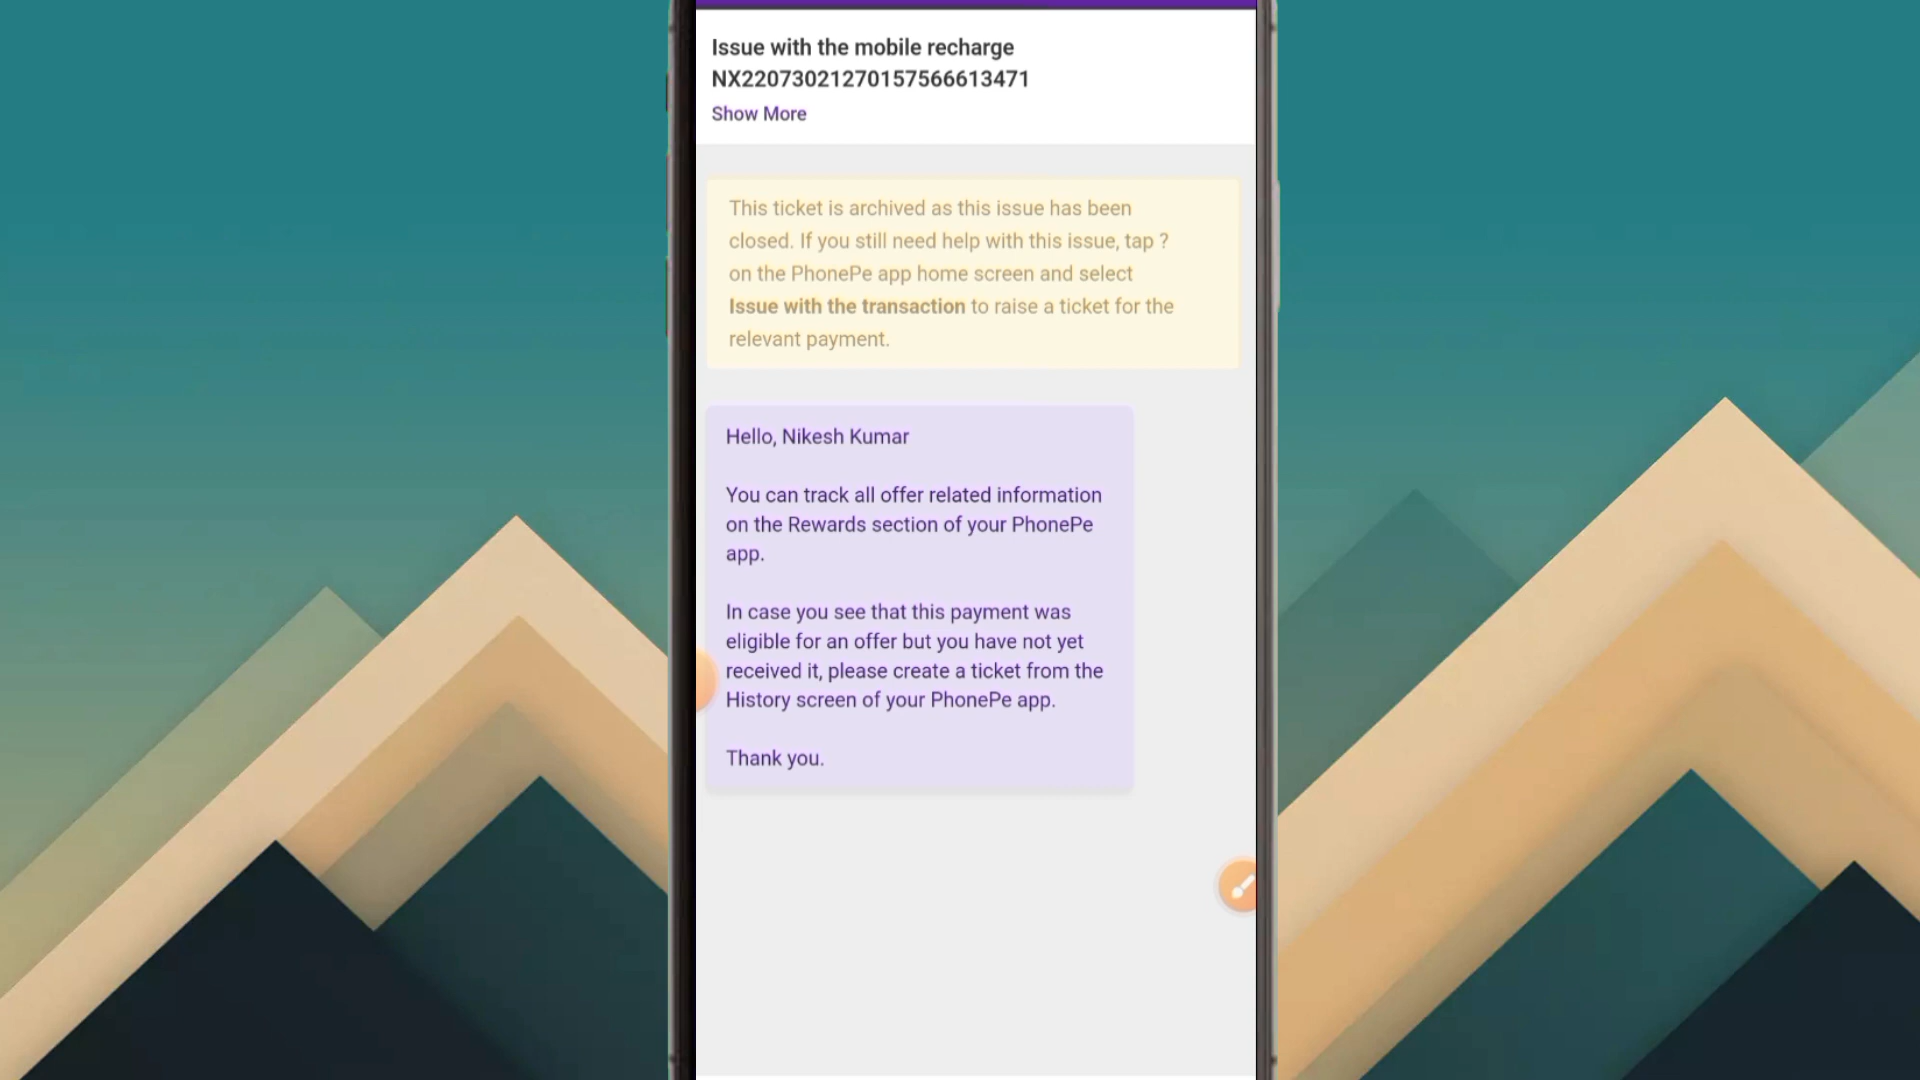 Issue with the mobile recharge
NX22073021270157566613471
Show More
This ticket is archived as this issue has been
closed. If you still need help with this issue, tap ?
on the PhonePe app home screen and select
Issue with the transaction to raise a ticket for the
relevant payment.
Hello, Nikesh Kumar
You can track all offer related information
on the Rewards section of your PhonePe
app.
In case you see that this payment was
eligible for an offer but you have not yet
received it, please create a ticket from the
History screen of your PhonePe app.
Thank you.